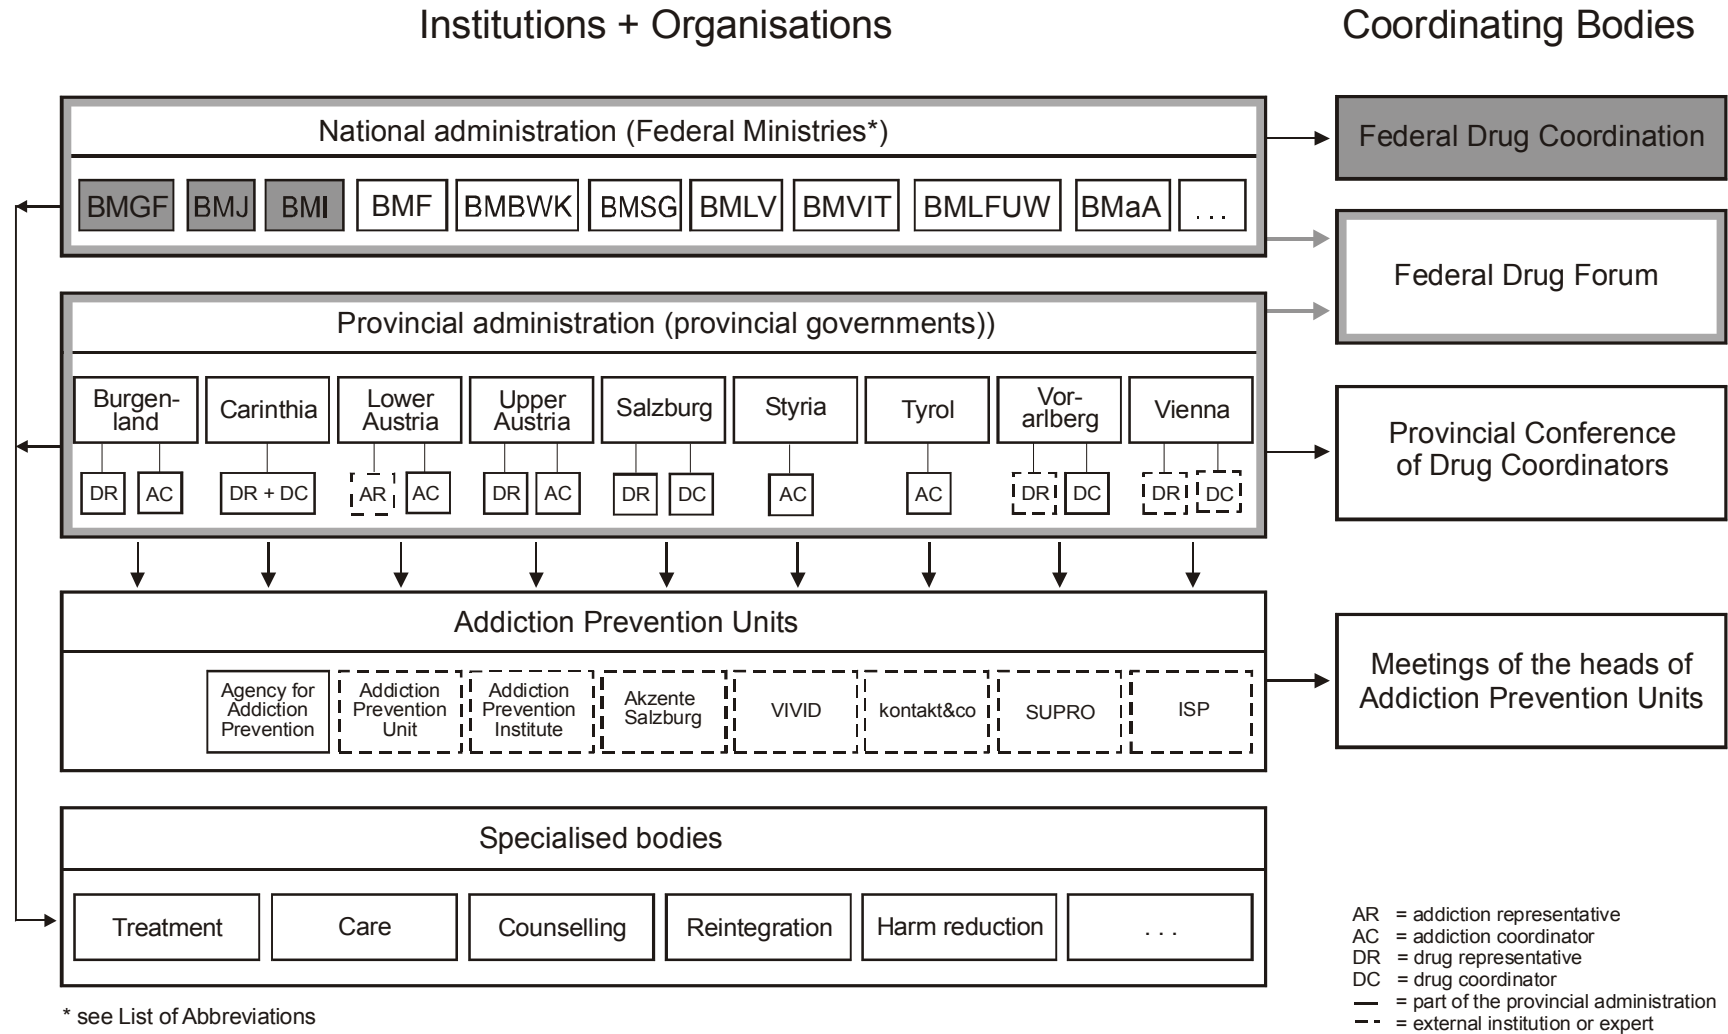 Institutions + Organisations
Coordinating Bodies
National administration (Federal Ministries*)
BMGF
BMJ
BMI
BMF
BMBWK
BMSG
BMLV
BMVIT
BMLFUW
BMaA
. . .
Federal Drug Coordination
Federal Drug Forum
Provincial administration (provincial governments))
Burgen-
land
Carinthia
Lower
Austria
Upper
Austria
Salzburg
Styria
Tyrol
Vor-
arlberg
Vienna
DR
AC
DR + DC
AR
AC
DR
AC
DR
DC
AC
AC
DR
DC
DR
DC
Provincial Conference
of Drug Coordinators
Addiction Prevention Units
Agency for
Addiction
Prevention
Addiction
Prevention
Unit
Addiction
Prevention
Institute
Akzente
Salzburg
VIVID
kontakt&co
SUPRO
ISP
Meetings of the heads of
Addiction Prevention Units
Specialised bodies
Treatment
Care
Counselling
Reintegration
Harm reduction
. . .
AR = addiction representative
AC = addiction coordinator
DR = drug representative
DC = drug coordinator
= part of the provincial administration
= external institution or expert
* see List of Abbreviations